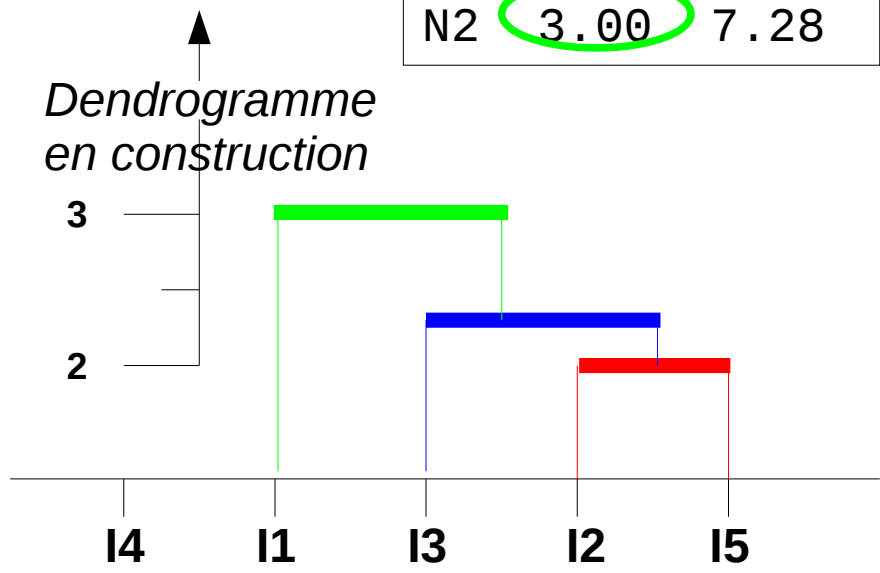 N2 3.00 7.28
Dendrogramme
en construction
3
2
I4 I1 I3 I2 I5